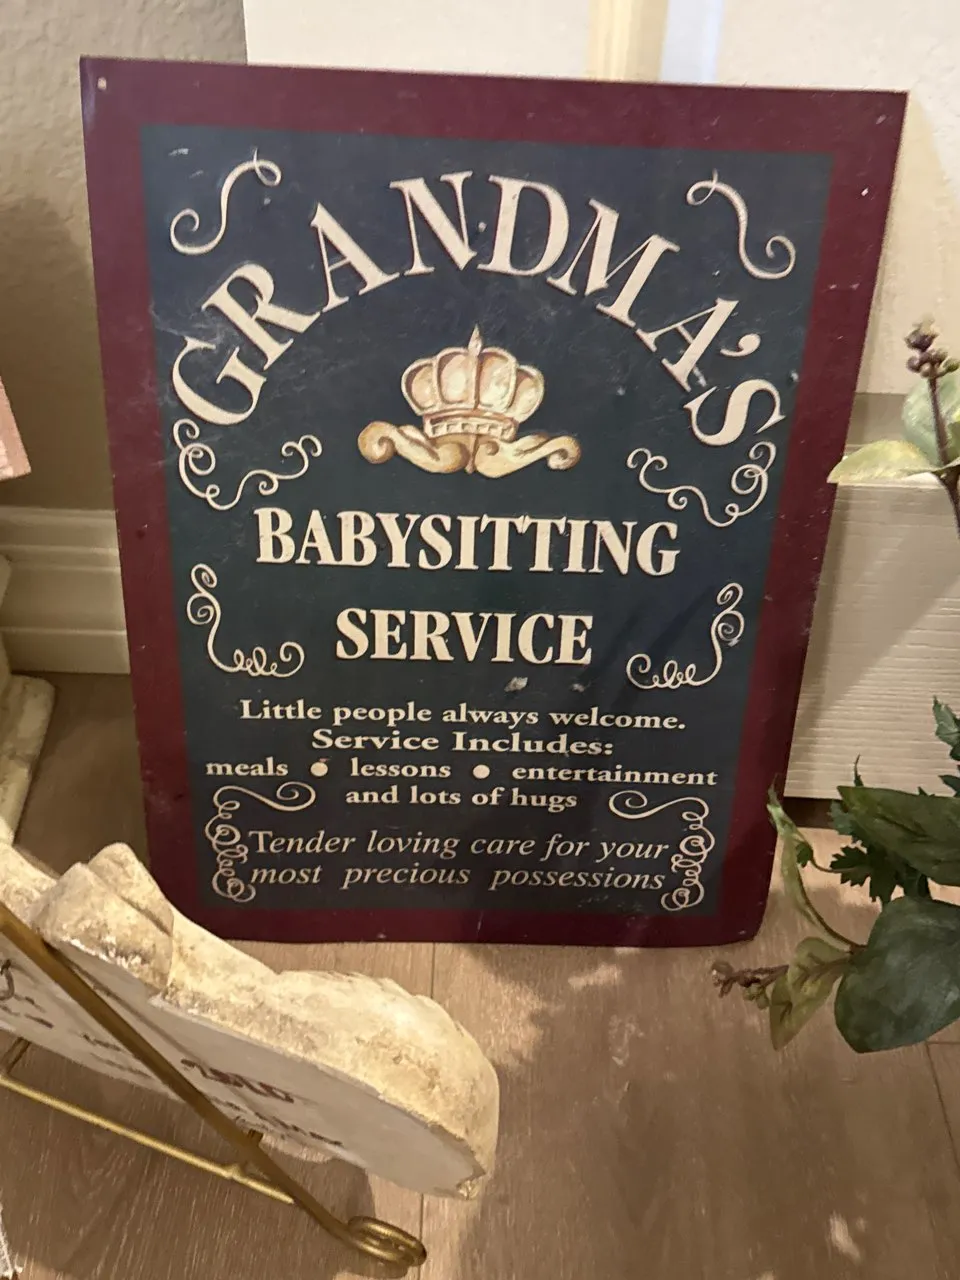 GRANDMA'S
BABYSITTING
SERVICE
Little people always welcome.
Service Includes:
meals ● lessons ● entertainment
and lots of hugs
Tender loving care for your
most precious possessions